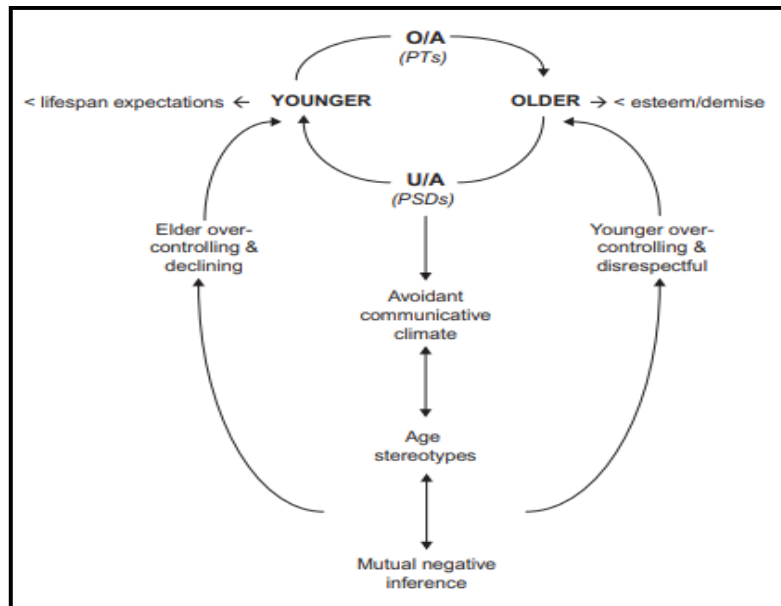 O/A
(PTs)
< lifespan expectations ← YOUNGER
OLDER → < esteem/demise
U/A
(PSDs)
Elder over-
controlling &
declining
Younger over-
controlling &
disrespectful
Avoidant
communicative
climate
Age
stereotypes
Mutual negative
inference